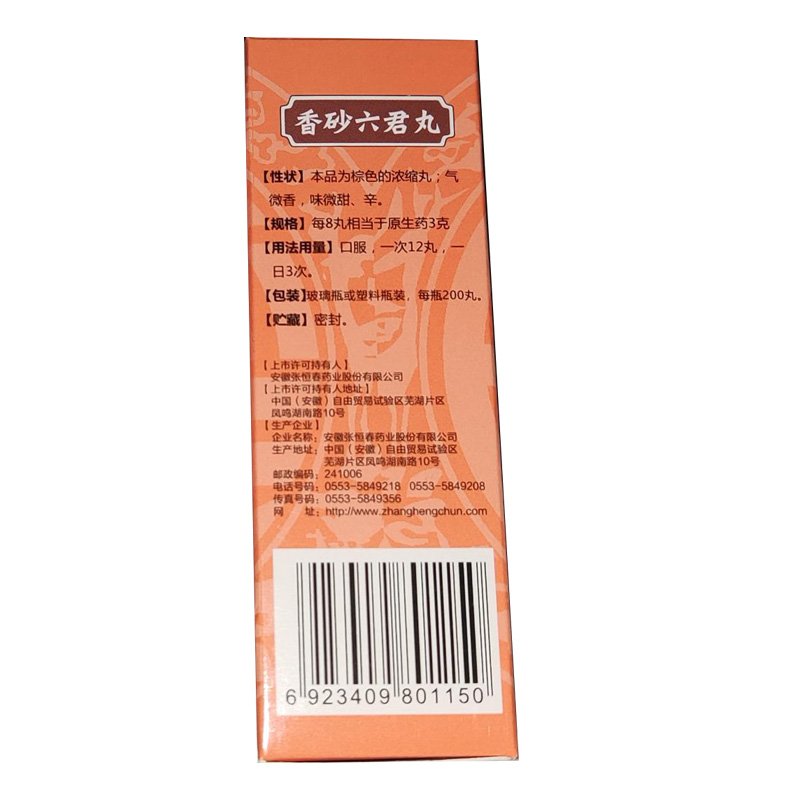 香砂六君丸
【性状】本品为棕色的浓缩丸；气
微香，味微甜、辛。
【规格】每8丸相当于原生药3克
【用法用量】口服，一次12丸，一
日3次。
【包装】玻璃瓶或塑料瓶装，每瓶200丸。
【贮藏】密封。
【上市许可持有人】
安徽张恒春药业股份有限公司
【上市许可持有人地址】
中国（安徽）自由贸易试验区芜湖片区
凤鸣湖南路10号
【生产企业】
企业名称：安徽张恒春药业股份有限公司
生产地址：中国（安徽）自由贸易试验区
芜湖片区凤鸣湖南路10号
邮政编码：241006
电话号码：0553-5849218 0553-5849208
传真号码：0553-5849356
网 址：http://www.zhanghengchun.com
6 923409 801150